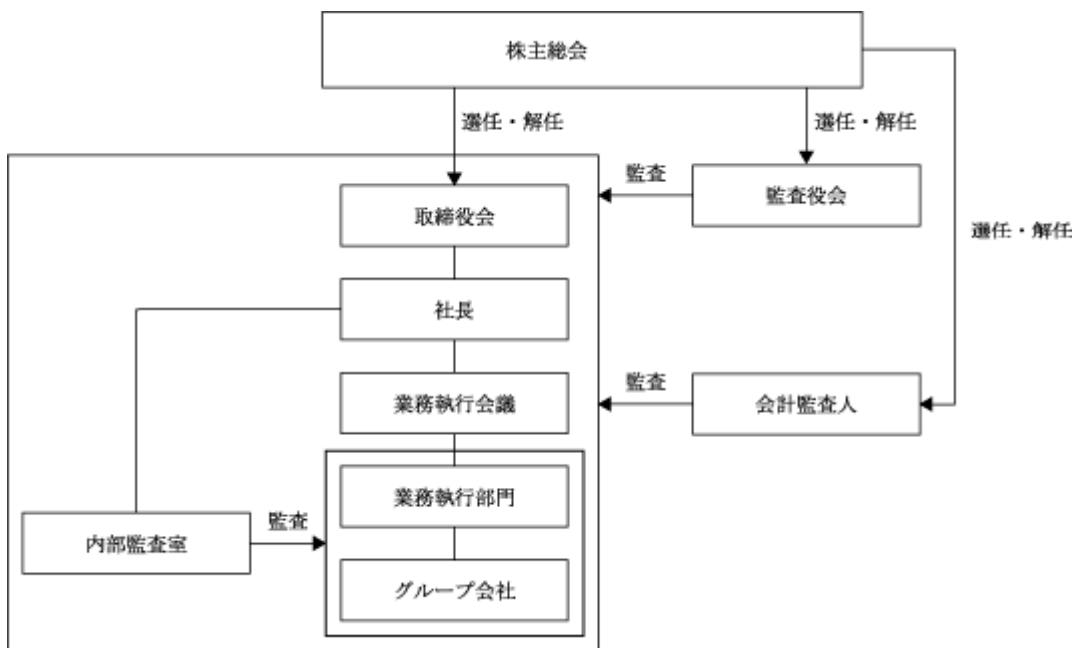 株主総会
選任・解任
選任・解任
監査
監査役会
取締役会
選任・解任
社長
業務執行会議
監査
会計監査人
業務執行部門
内部監査室
監査
グループ会社